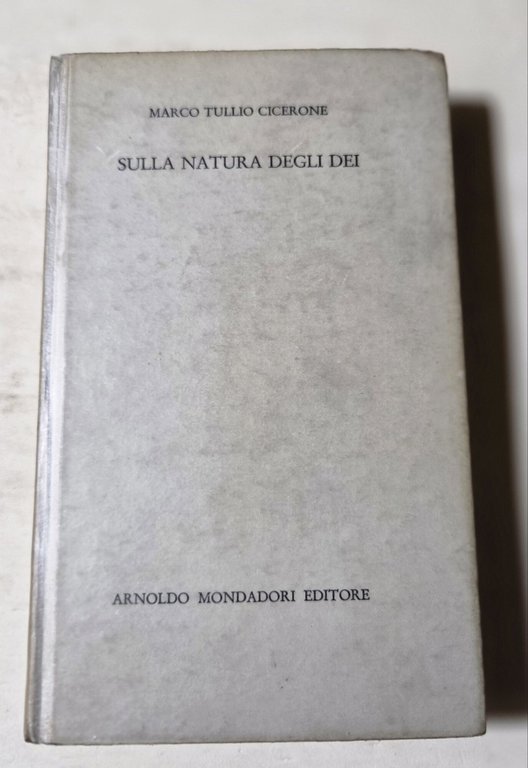 MARCO TULLIO CICERONE
SULLA NATURA DEGLI DEI
ARNOLDO MONDADORI EDITORE